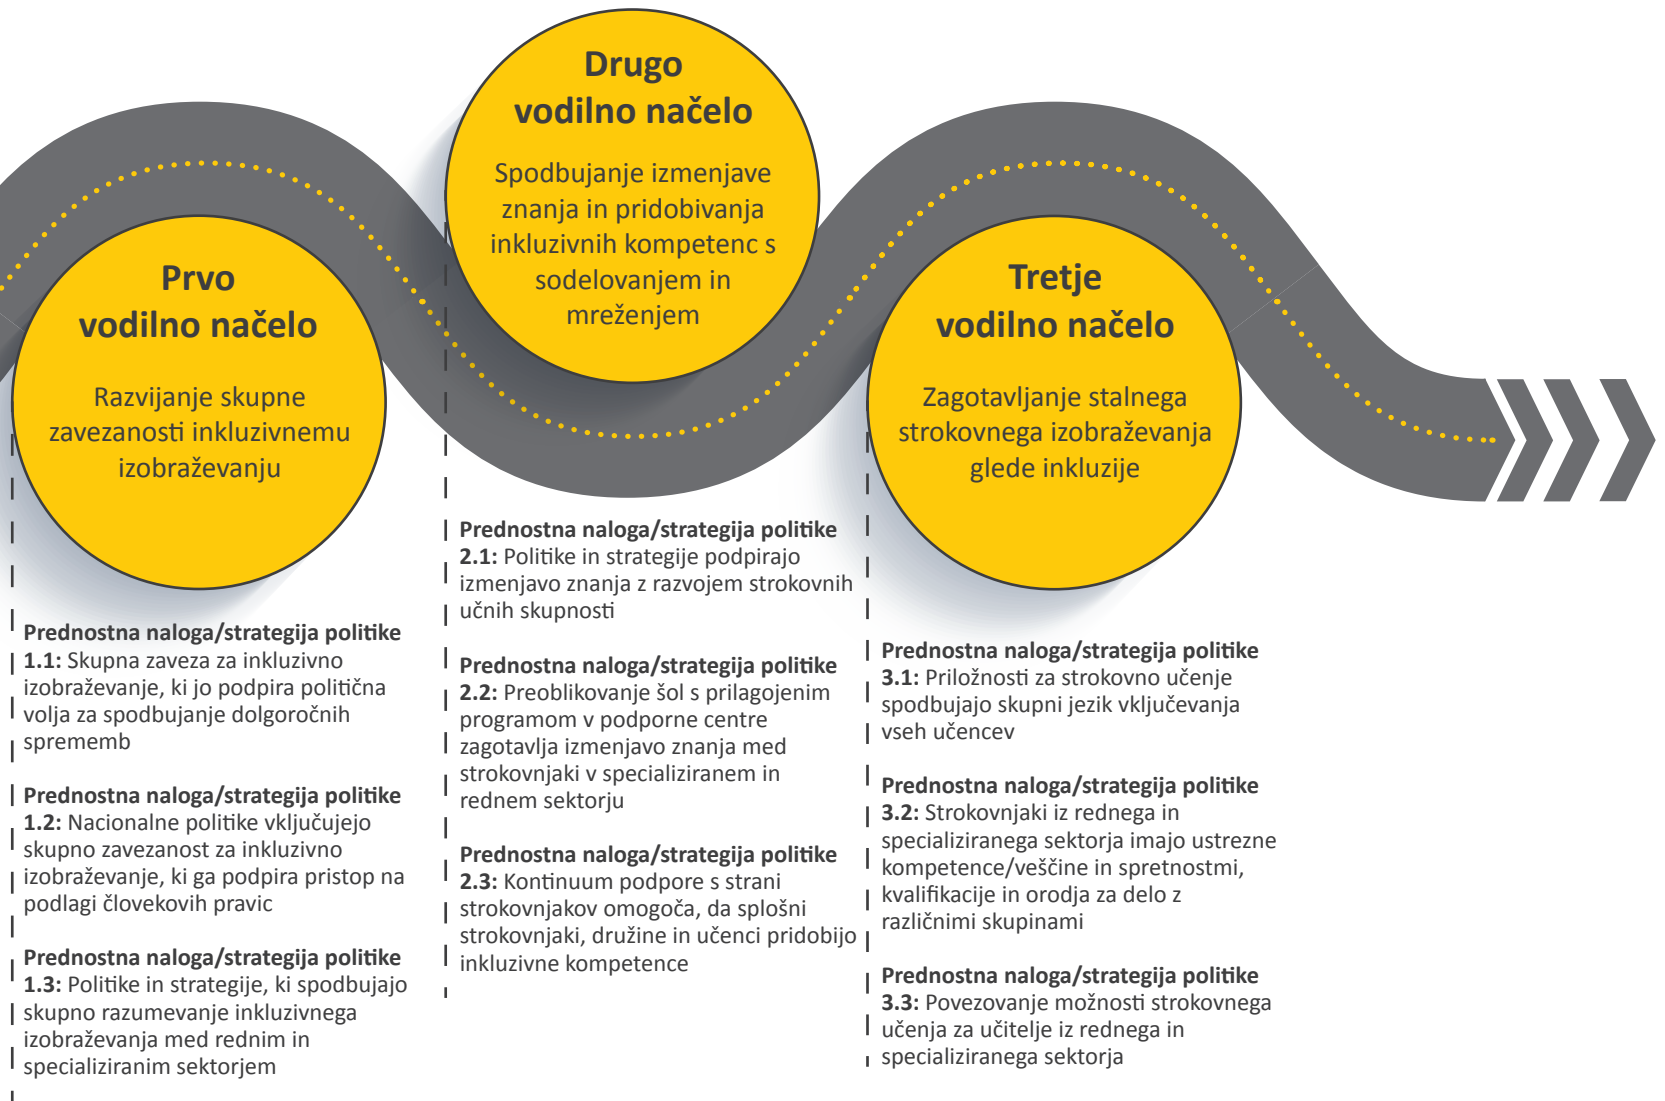 Prvo
vodilno načelo
Razvijanje skupne
zavezanosti inkluzivnemu
izobraževanju
Prednostna naloga/strategija politike
1.1: Skupna zaveza za inkluzivno
izobraževanje, ki jo podpira politična
volja za spodbujanje dolgoročnih
sprememb
Prednostna naloga/strategija politike
1.2: Nacionalne politike vključujejo
skupno zavezanost za inkluzivno
izobraževanje, ki ga podpira pristop na
podlagi človekovih pravic
Prednostna naloga/strategija politike
1.3: Politike in strategije, ki spodbujajo
skupno razumevanje inkluzivnega
izobraževanja med rednim in
specializiranim sektorjem
Drugo
vodilno načelo
Spodbujanje izmenjave
znanja in pridobivanja
inkluzivnih kompetenc s
sodelovanjem in
mreženjem
Prednostna naloga/strategija politike
2.1: Politike in strategije podpirajo
izmenjavo znanja z razvojem strokovnih
učnih skupnosti
Prednostna naloga/strategija politike
2.2: Preoblikovanje šol s prilagojenim
programom v podporne centre
zagotavlja izmenjavo znanja med
strokovnjaki v specializiranem in
rednem sektorju
Prednostna naloga/strategija politike
2.3: Kontinuum podpore s strani
strokovnjakov omogoča, da splošni
strokovnjaki, družine in učenci pridobijo
inkluzivne kompetence
Tretje
vodilno načelo
Zagotavljanje stalnega
strokovnega izobraževanja
glede inkluzije
Prednostna naloga/strategija politike
3.1: Priložnosti za strokovno učenje
spodbujajo skupni jezik vključevanja
vseh učencev
Prednostna naloga/strategija politike
3.2: Strokovnjaki iz rednega in
specializiranega sektorja imajo ustrezne
kompetence/veščine in spretnostmi,
kvalifikacije in orodja za delo z
različnimi skupinami
Prednostna naloga/strategija politike
3.3: Povezovanje možnosti strokovnega
učenja za učitelje iz rednega in
specializiranega sektorja